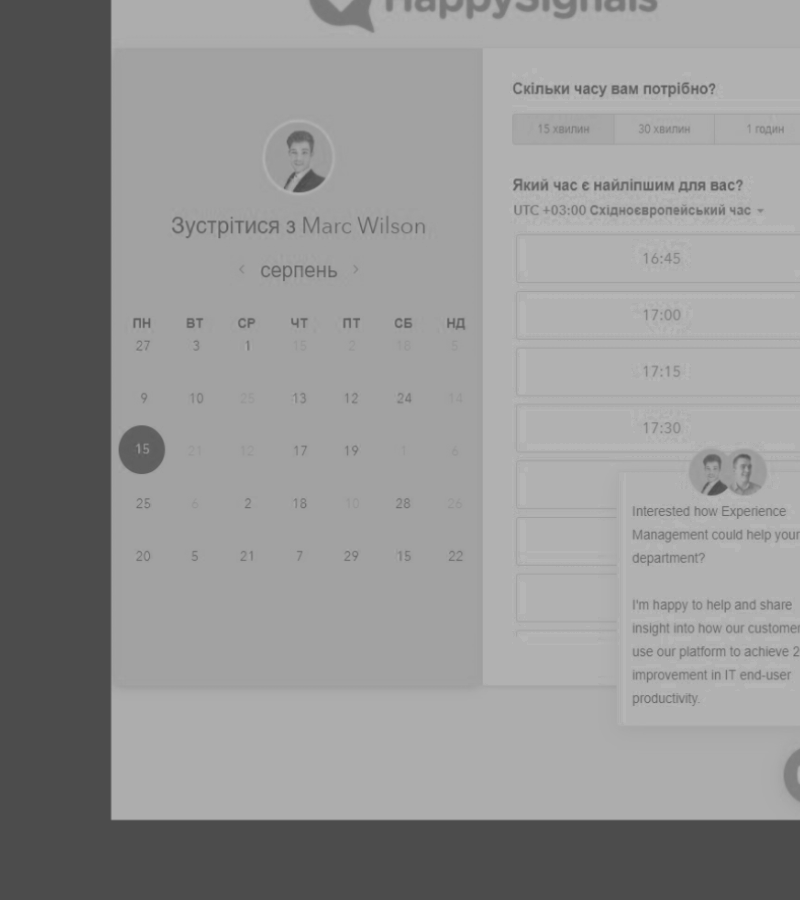 HappySignals
Зустрітися з Marc Wilson
серпень
ПН ВТ СР ЧТ ПТ СБ НД
27 3 1 15 2 18 5
9 10 25 13 12 24 14
15 21 12 17 19 1 6
25 6 2 18 10 28 26
20 5 21 7 29 15 22
Скільки часу вам потрібно?
15 хвилин 30 хвилин 1 годин
Який час є найліпшим для вас?
UTC +03:00 Східноєвропейський час
16:45
17:00
17:15
17:30
Interested how Experience
Management could help your
department?
I'm happy to help and share
insight into how our customer
use our platform to achieve 2
improvement in IT end-user
productivity.